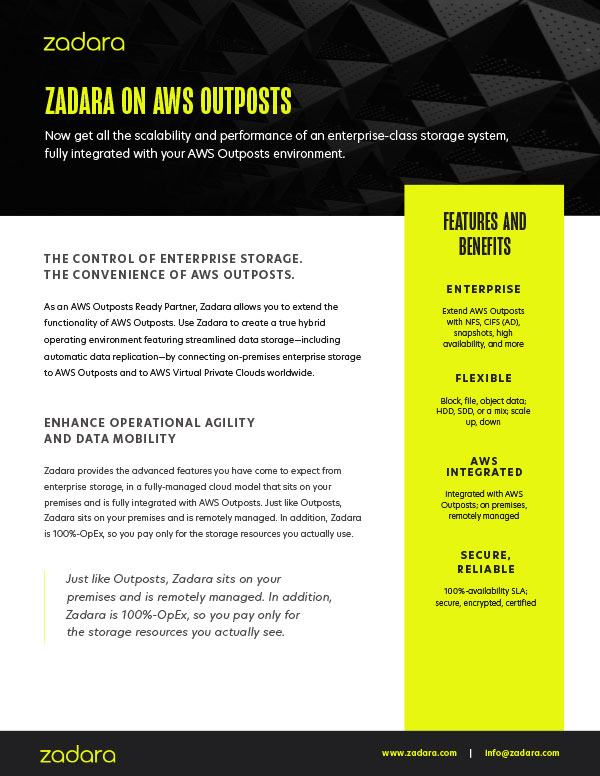 zadara
ZADARA ON AWS OUTPOSTS
Now get all the scalability and performance of an enterprise-class storage system,
fully integrated with your AWS Outposts environment.
THE CONTROL OF ENTERPRISE STORAGE.
THE CONVENIENCE OF AWS OUTPOSTS.
As an AWS Outposts Ready Partner, Zadara allows you to extend the
functionality of AWS Outposts. Use Zadara to create a true hybrid
operating environment featuring streamlined data storage—including
automatic data replication—by connecting on-premises enterprise storage
to AWS Outposts and to AWS Virtual Private Clouds worldwide.
ENHANCE OPERATIONAL AGILITY
AND DATA MOBILITY
Zadara provides the advanced features you have come to expect from
enterprise storage, in a fully-managed cloud model that sits on your
premises and is fully integrated with AWS Outposts. Just like Outposts,
Zadara sits on your premises and is remotely managed. In addition, Zadara
is 100%-OpEx, so you pay only for the storage resources you actually use.
Just like Outposts, Zadara sits on your
premises and is remotely managed. In addition,
Zadara is 100%-OpEx, so you pay only for
the storage resources you actually see.
FEATURES AND
BENEFITS
ENTERPRISE
Extend AWS Outposts
with NFS, CIFS (AD),
snapshots, high
availability, and more
FLEXIBLE
Block, file, object data;
HDD, SDD, or a mix; scale
up, down
AWS
INTEGRATED
Integrated with AWS
Outposts; on premises,
remotely managed
SECURE,
RELIABLE
100%-availability SLA;
secure, encrypted, certified
zadara
www.zadara.com | info@zadara.com